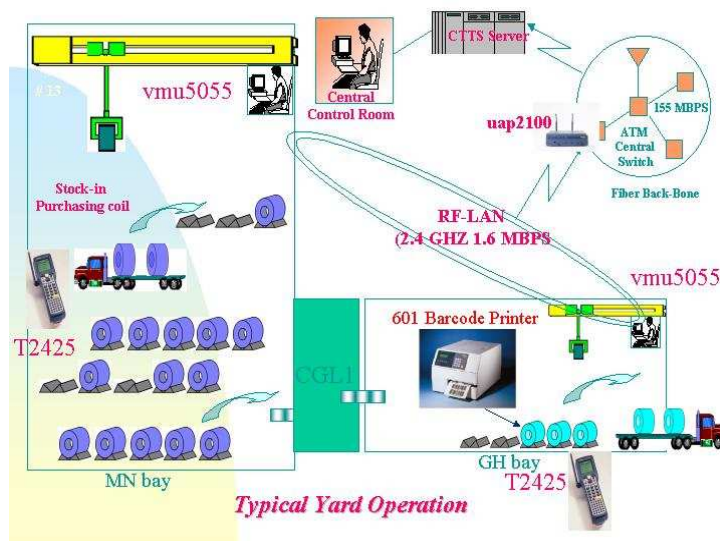 CTTS Server
vmu5055
# 13
Central
Control Room
uap2100
155 MBPS
ATM
Central
Switch
Fiber Back-Bone
Stock-in
Purchasing coil
RF-LAN
(2.4 GHZ 1.6 MBPS
vmu5055
T2425
601 Barcode Printer
CGL1
MN bay
GH bay
T2425
Typical Yard Operation